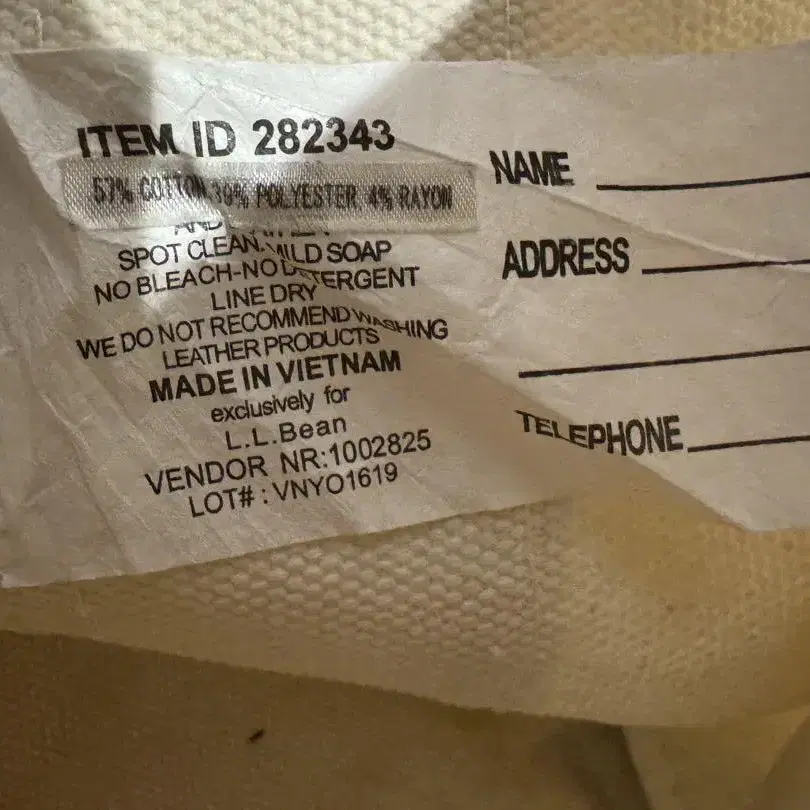 ITEM ID 282343
57% COTTON, 39% POLYESTER, 4% RAYON
AND
SPOT CLEAN. MILD SOAP
NO BLEACH-NO DETERGENT
LINE DRY
WE DO NOT RECOMMEND WASHING
LEATHER PRODUCTS
MADE IN VIETNAM
exclusively for
L.L.Bean
VENDOR NR:1002825
LOT# : VNYO1619
NAME
ADDRESS
TELEPHONE